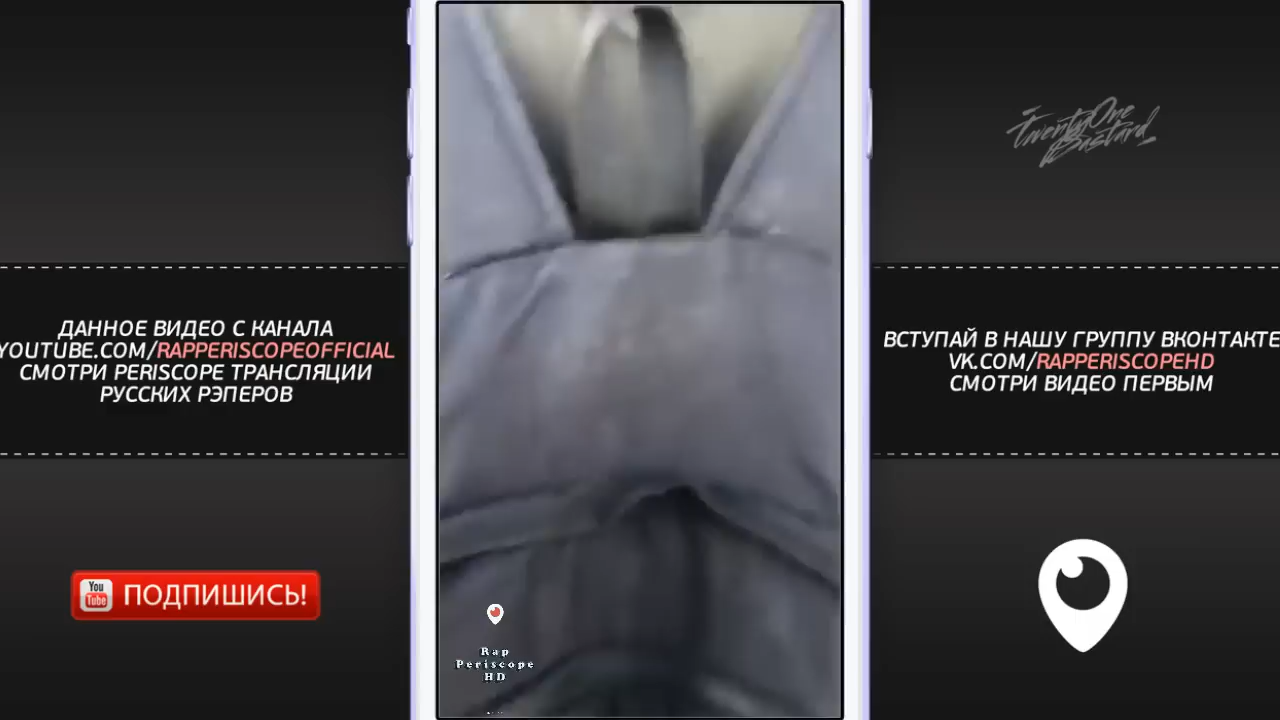 TwentyOne
Bastard
ДАННОЕ ВИДЕО С КАНАЛА
YOUTUBE.COM/RAPPERISCOPEOFFICIAL
СМОТРИ PERISCOPE ТРАНСЛЯЦИИ
РУССКИХ РЭПЕРОВ
ВСТУПАЙ В НАШУ ГРУППУ ВКОНТАКТЕ
VK.COM/RAPPERISCOPEHD
СМОТРИ ВИДЕО ПЕРВЫМ
You
Tube
ПОДПИШИСЬ!
Rap
Periscope
HD